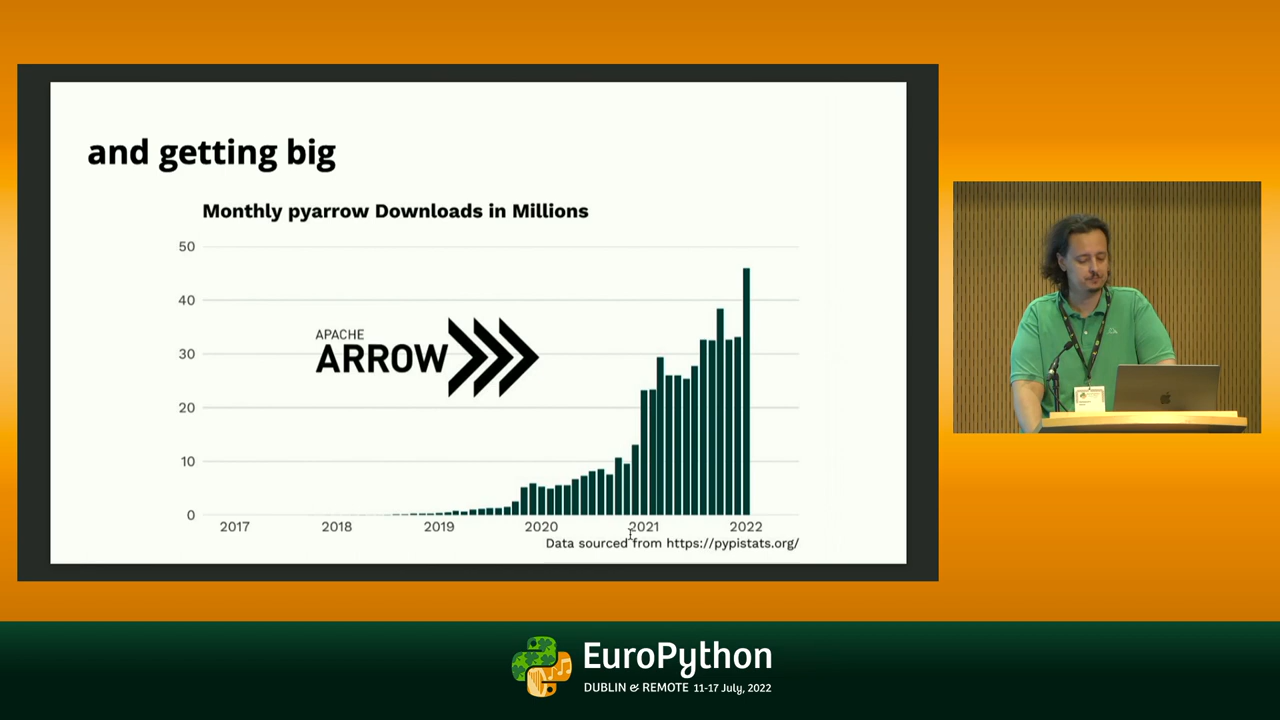 and getting big
Monthly pyarrow Downloads in Millions
50
40
30
20
10
0
APACHE
ARROW
2017 2018 2019 2020 2021 2022
Data sourced from https://pypistats.org/
EuroPython
DUBLIN & REMOTE 11-17 July, 2022